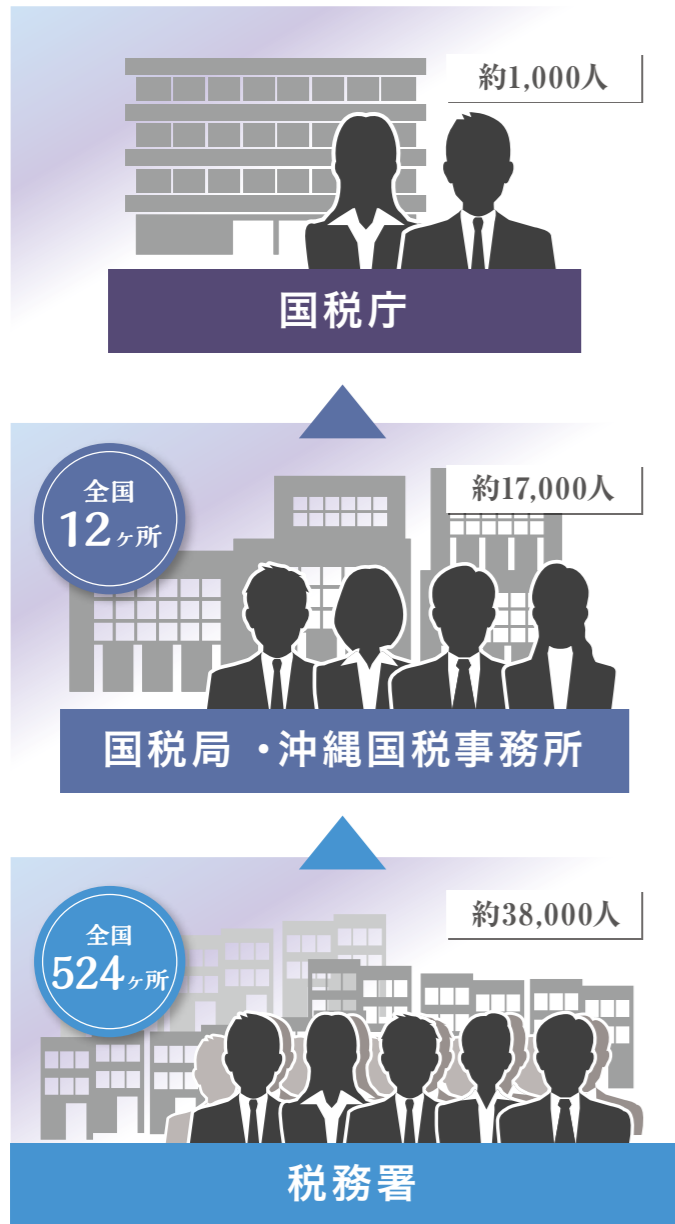 約1,000人
国税庁
全国
12ヶ所
約17,000人
国税局・沖縄国税事務所
全国
524ヶ所
約38,000人
税務署